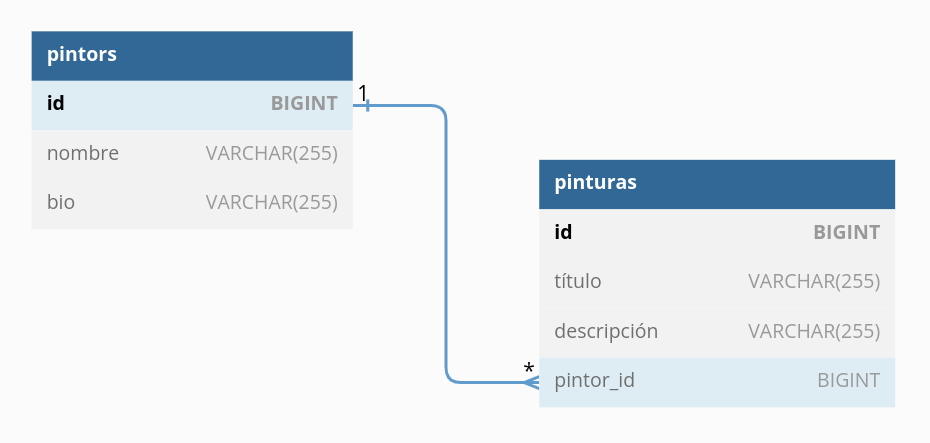 pintors
id BIGINT
nombre VARCHAR(255)
bio VARCHAR(255)
1
pinturas
id BIGINT
título VARCHAR(255)
descripción VARCHAR(255)
* 
pintor_id BIGINT